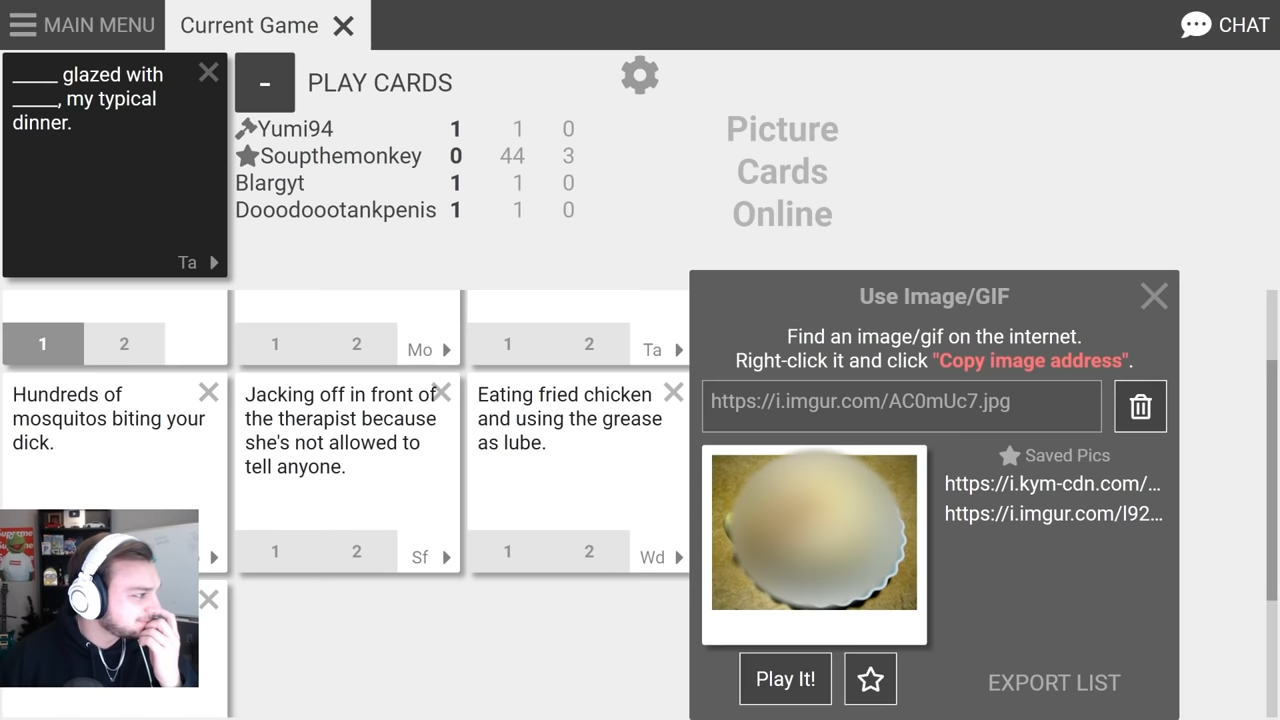 MAIN MENU
Current Game
CHAT
_____ glazed with
_____, my typical
dinner.
Ta
-
PLAY CARDS
Yumi94 1 1 0
Soupthemonkey 0 44 3
Blargyt 1 1 0
Dooodoootankpenis 1 1 0
Picture
Cards
Online
1 2
1 2 Mo
1 2 Ta
Hundreds of
mosquitos biting your
dick.
Jacking off in front of
the therapist because
she's not allowed to
tell anyone.
1 2 Sf
Eating fried chicken
and using the grease
as lube.
1 2 Wd
Use Image/GIF
Find an image/gif on the internet.
Right-click it and click "Copy image address".
https://i.imgur.com/AC0mUc7.jpg
Saved Pics
https://i.kym-cdn.com/...
https://i.imgur.com/l92...
Play It!
EXPORT LIST
Supreme